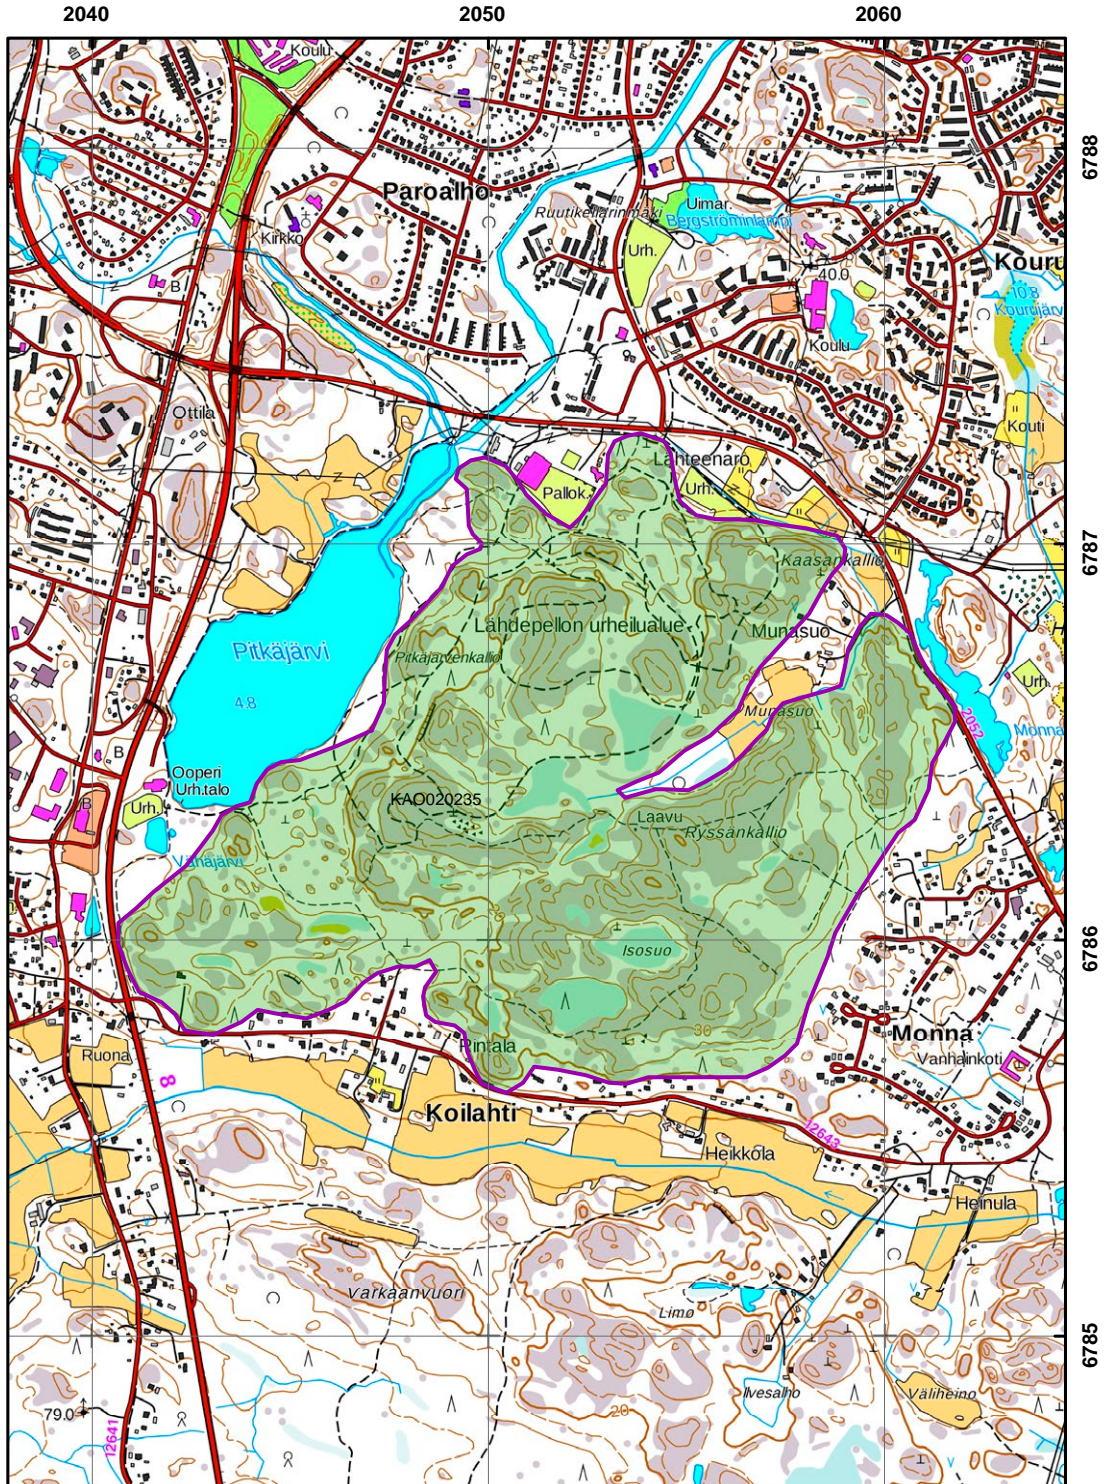 2040 2050 2060
Koulu
6788
Paroalho
Ruutikellarinmäki
Uimar.
Bergströminlampi
Kirkko
Urh.
Kouru
40.0
B
10.8
Kourujärvi
Koulu
Ottila
Kouti
Lähteenaro
Pallok.
Urh.
6787
Kaasankallio
Lähdepellon urheilualue
Munasuo
Pitkäjärvi
Pitkäjärvenkallio
Urh.
4.8
Munasuo
2052
Monna
B
Ooperi
Urh.talo
KAO020235
B
Urh.
Laavu
Ryssänkallio
Vähäjärvi
Isosuo
6786
30
Monna
Rintala
Ruona
Vanhainkoti
8
Koilahti
12643
Heikkola
Heinula
Varkaanvuori
Limo
6785
Ilvesalho
Väliheino
79.0
20
12641